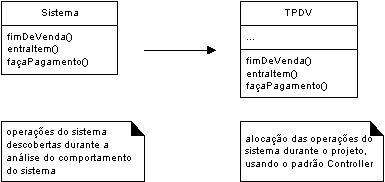 Sistema
fimDeVenda()
entraItem()
façaPagamento()
TPDV
...
fimDeVenda()
entraItem()
façaPagamento()
operações do sistema
descobertas durante a
análise do comportamento
do sistema
alocação das operações do
sistema durante o projeto,
usando o padrão Controller